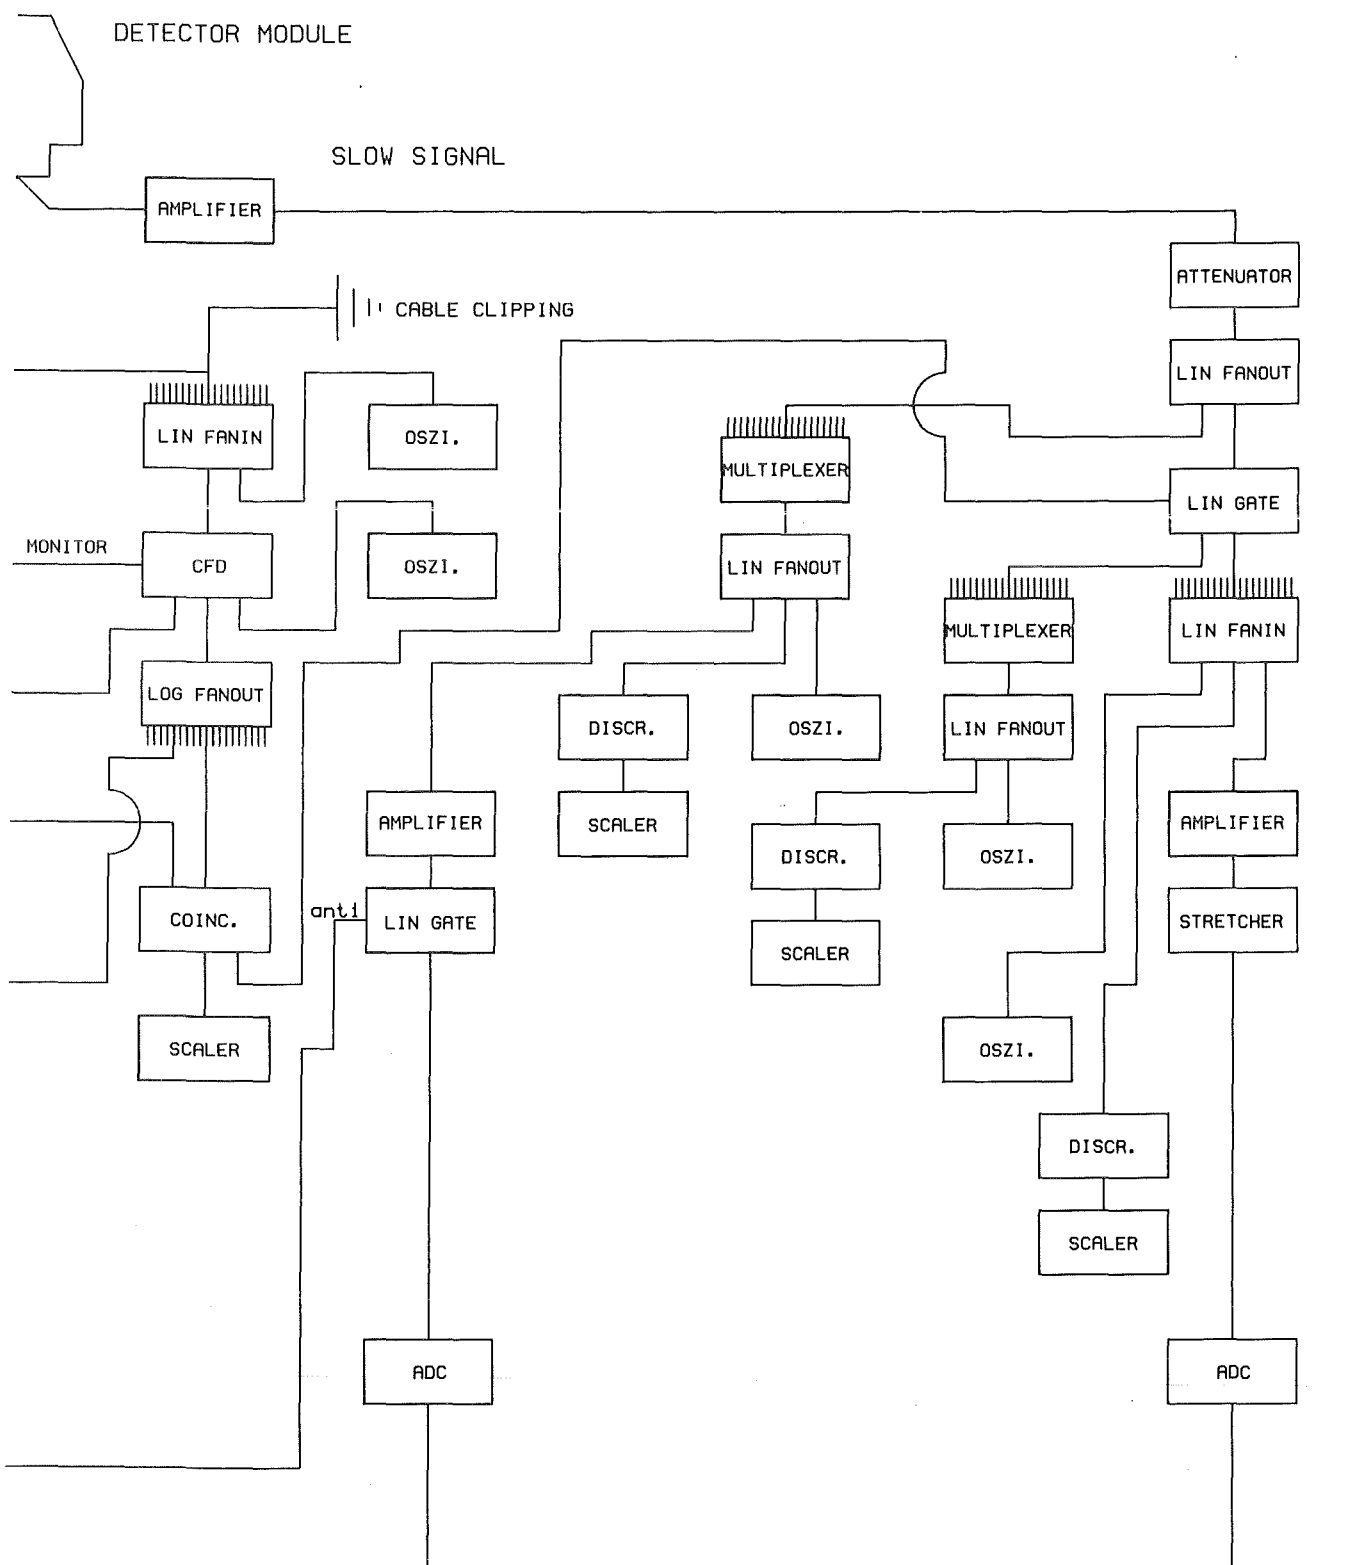 DETECTOR MODULE
SLOW SIGNAL
AMPLIFIER
ATTENUATOR
CABLE CLIPPING
LIN FANOUT
LIN FANIN
OSZI.
MULTIPLEXER
LIN GATE
MONITOR
CFD
OSZI.
LIN FANOUT
MULTIPLEXER
LIN FANIN
LOG FANOUT
DISCR.
OSZI.
LIN FANOUT
AMPLIFIER
SCALER
DISCR.
OSZI.
AMPLIFIER
COINC.
anti
LIN GATE
SCALER
STRETCHER
SCALER
OSZI.
DISCR.
SCALER
ADC
ADC